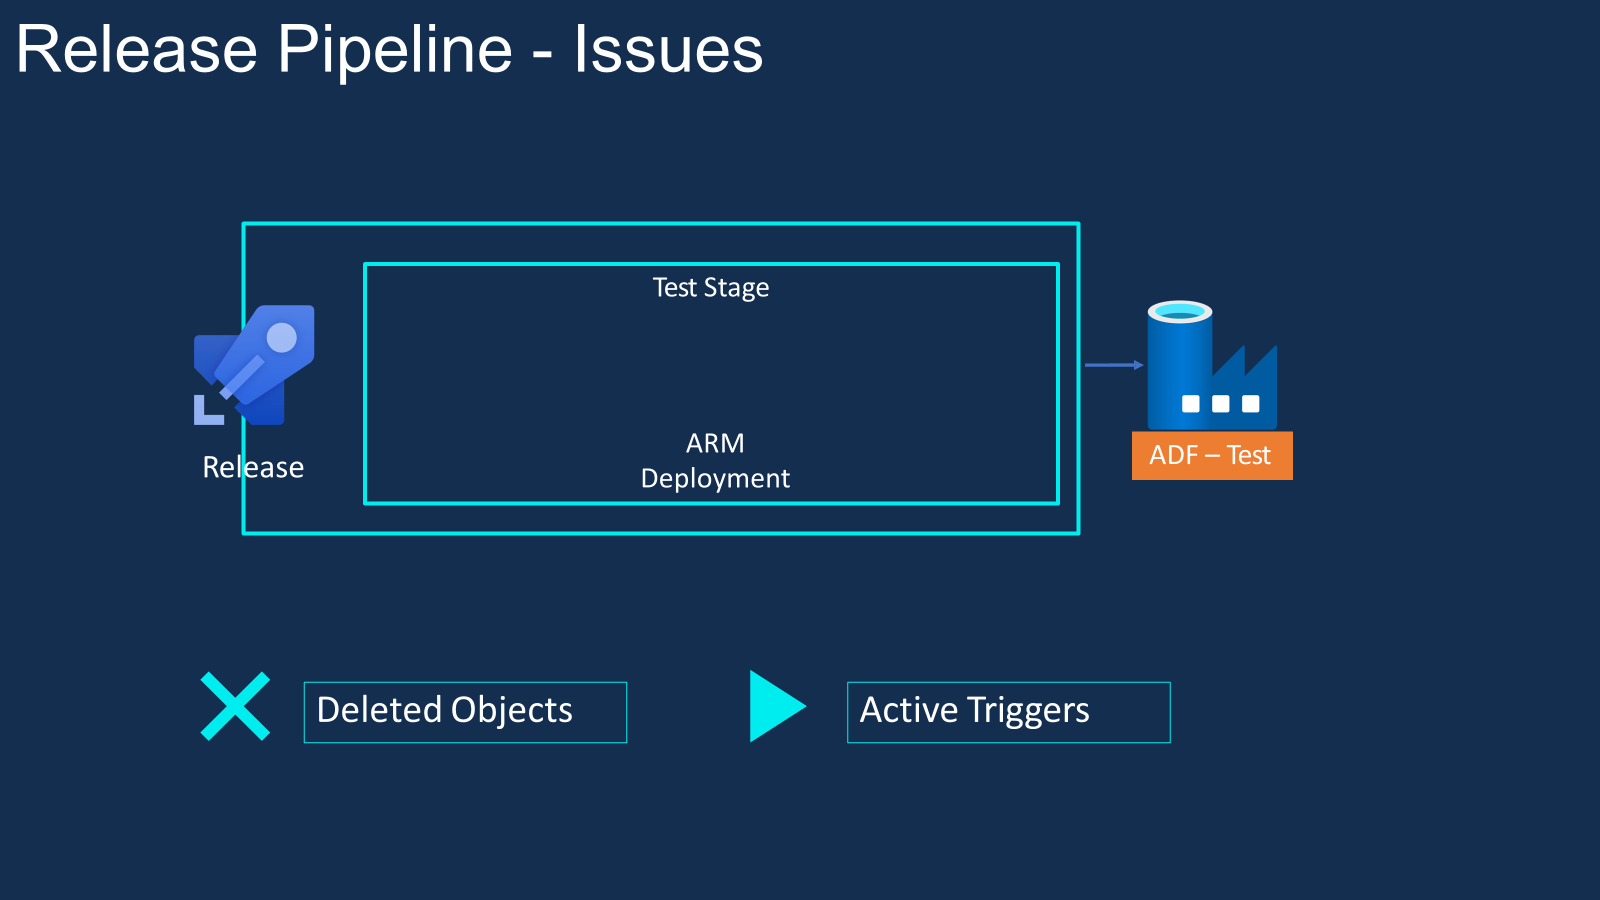 Release Pipeline - Issues
Test Stage
ARM
Deployment
Release
ADF – Test
Deleted Objects
Active Triggers